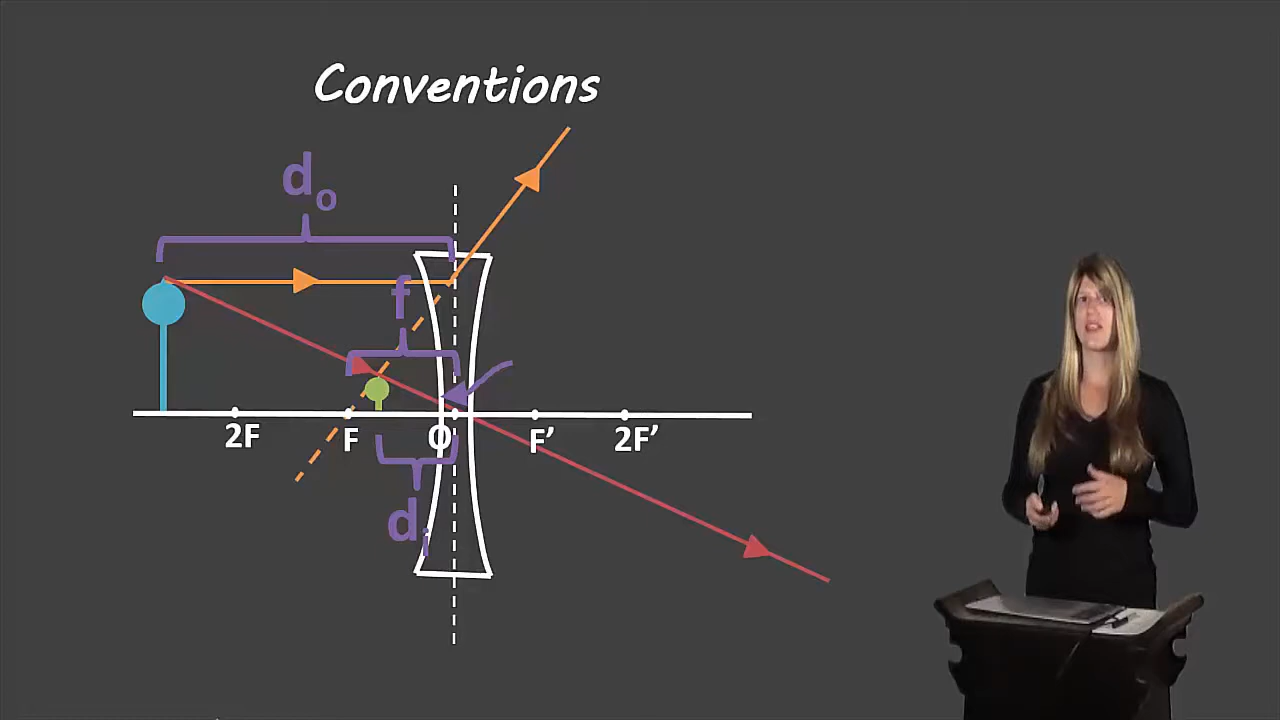 Conventions
dₒ
f
2F F O F’ 2F’
dᵢ